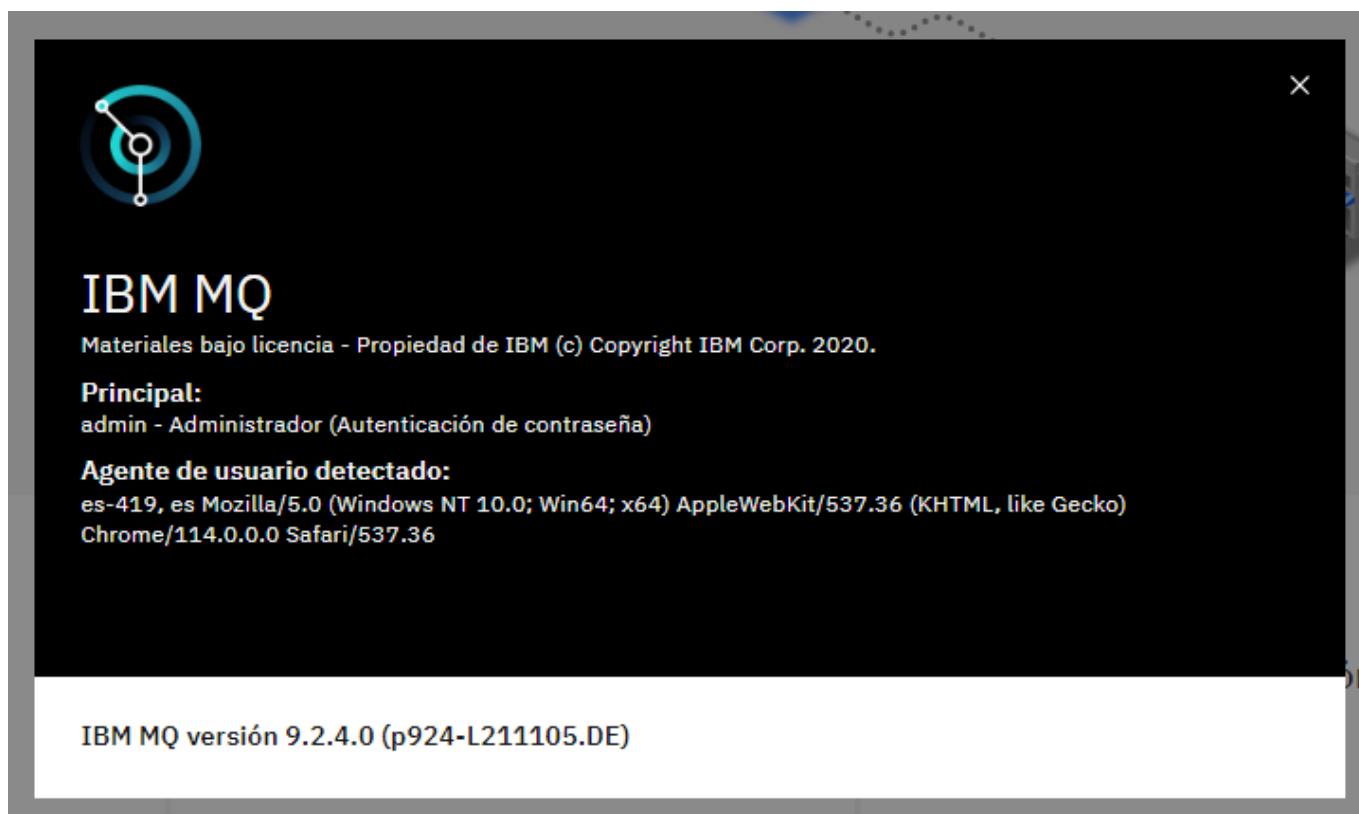 IBM MQ
Materiales bajo licencia - Propiedad de IBM (c) Copyright IBM Corp. 2020.
Principal:
admin - Administrador (Autenticación de contraseña)
Agente de usuario detectado:
es-419, es Mozilla/5.0 (Windows NT 10.0; Win64; x64) AppleWebKit/537.36 (KHTML, like Gecko)
Chrome/114.0.0.0 Safari/537.36
IBM MQ versión 9.2.4.0 (p924-L211105.DE)